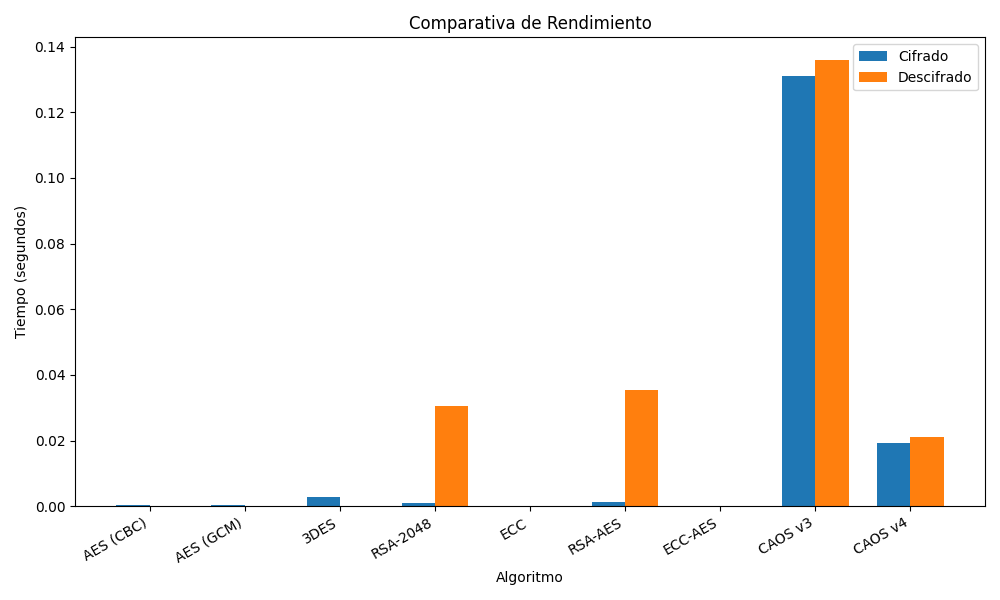 Comparativa de Rendimiento
Cifrado
Descifrado
Tiempo (segundos)
0.14
0.12
0.10
0.08
0.06
0.04
0.02
0.00
AES (CBC)
AES (GCM)
3DES
RSA-2048
ECC
RSA-AES
ECC-AES
CAOS v3
CAOS v4
Algoritmo